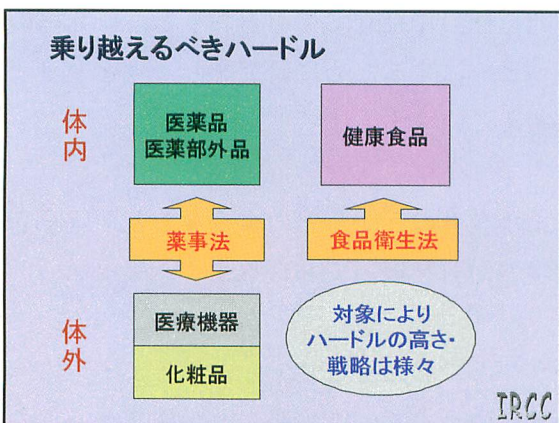 乗り越えるべきハードル
体内
医薬品
医薬部外品
健康食品
薬事法
食品衛生法
体外
医療機器
化粧品
対象により
ハードルの高さ・
戦略は様々
IRCC